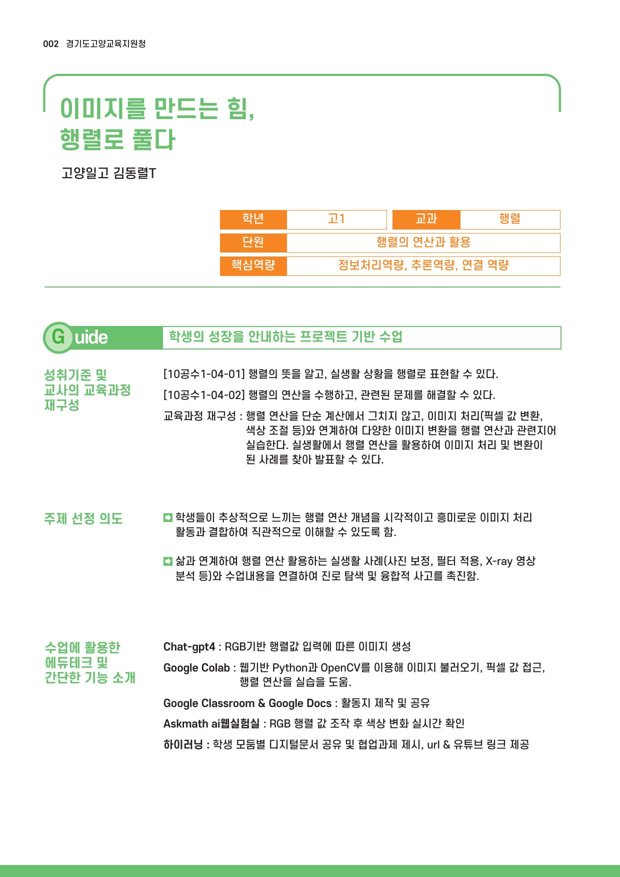 002 경기도고양교육지원청
이미지를 만드는 힘,
행렬로 풀다
고양일고 김동렬T
학년 고1 교과 행렬
단원 행렬의 연산과 활용
핵심역량 정보처리역량, 추론역량, 연결 역량
Guide 학생의 성장을 안내하는 프로젝트 기반 수업
성취기준 및
교사의 교육과정
재구성
[10공수1-04-01] 행렬의 뜻을 알고, 실생활 상황을 행렬로 표현할 수 있다.
[10공수1-04-02] 행렬의 연산을 수행하고, 관련된 문제를 해결할 수 있다.
교육과정 재구성 : 행렬 연산을 단순 계산에서 그치지 않고, 이미지 처리(픽셀 값 변환,
색상 조절 등)와 연계하여 다양한 이미지 변환을 행렬 연산과 관련지어
실습한다. 실생활에서 행렬 연산을 활용하여 이미지 처리 및 변환이
된 사례를 찾아 발표할 수 있다.
주제 선정 의도
학생들이 추상적으로 느끼는 행렬 연산 개념을 시각적이고 흥미로운 이미지 처리
활동과 결합하여 직관적으로 이해할 수 있도록 함.
삶과 연계하여 행렬 연산 활용하는 실생활 사례(사진 보정, 필터 적용, X-ray 영상
분석 등)와 수업내용을 연결하여 진로 탐색 및 융합적 사고를 촉진함.
수업에 활용한
에듀테크 및
간단한 기능 소개
Chat-gpt4 : RGB기반 행렬값 입력에 따른 이미지 생성
Google Colab : 웹기반 Python과 OpenCV를 이용해 이미지 불러오기, 픽셀 값 접근,
행렬 연산을 실습을 도움.
Google Classroom & Google Docs : 활동지 제작 및 공유
Askmath ai웹실험실 : RGB 행렬 값 조작 후 색상 변화 실시간 확인
하이러닝 : 학생 모둠별 디지털문서 공유 및 협업과제 제시, url & 유튜브 링크 제공